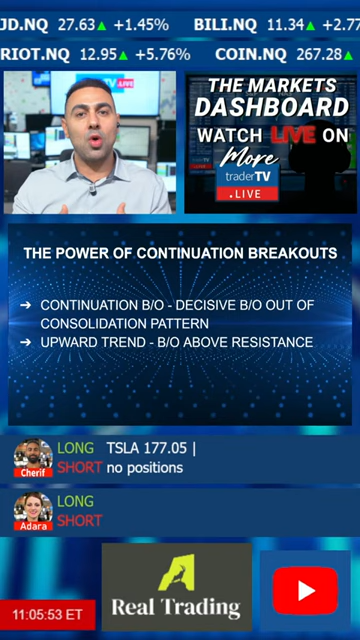 JD.NQ 27.63▲ +1.45% BILI.NQ 11.34▲ +2.77
RIOT.NQ 12.95▲ +5.76% COIN.NQ 267.28▲
THE MARKETS
DASHBOARD
WATCH LIVE ON
More
traderTV
.LIVE
THE POWER OF CONTINUATION BREAKOUTS
➔ CONTINUATION B/O - DECISIVE B/O OUT OF
CONSOLIDATION PATTERN
➔ UPWARD TREND - B/O ABOVE RESISTANCE
LONG TSLA 177.05 |
SHORT no positions
Cherif
LONG
SHORT
Adara
Real Trading
11:05:53 ET